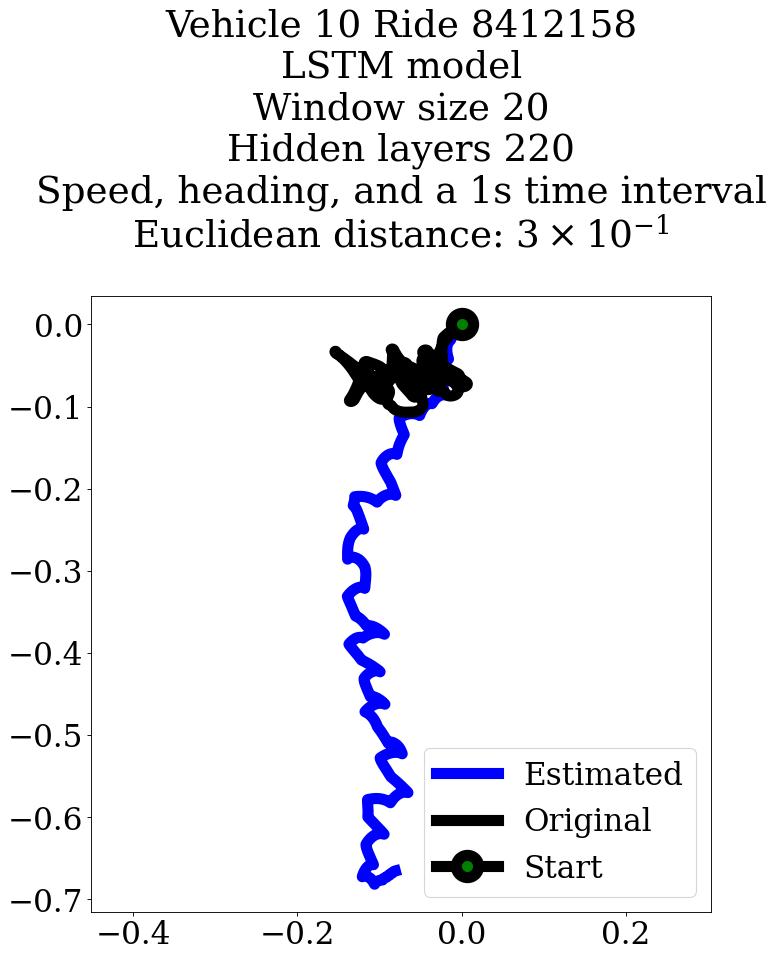 Vehicle 10 Ride 8412158
LSTM model
Window size 20
Hidden layers 220
Speed, heading, and a 1s time interval
Euclidean distance: 3 × 10⁻¹
0.0
−0.1
−0.2
−0.3
−0.4
−0.5
−0.6
−0.7
Estimated
Original
Start
−0.4 −0.2 0.0 0.2